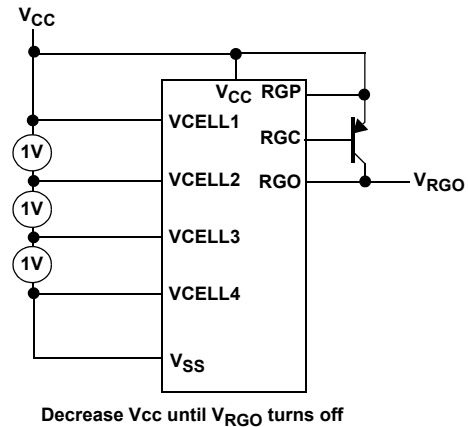 VCC
VCC RGP
VCELL1
RGC
1V
VCELL2
RGO
VRGO
1V
VCELL3
1V
VCELL4
VSS
Decrease Vcc until VRGO turns off